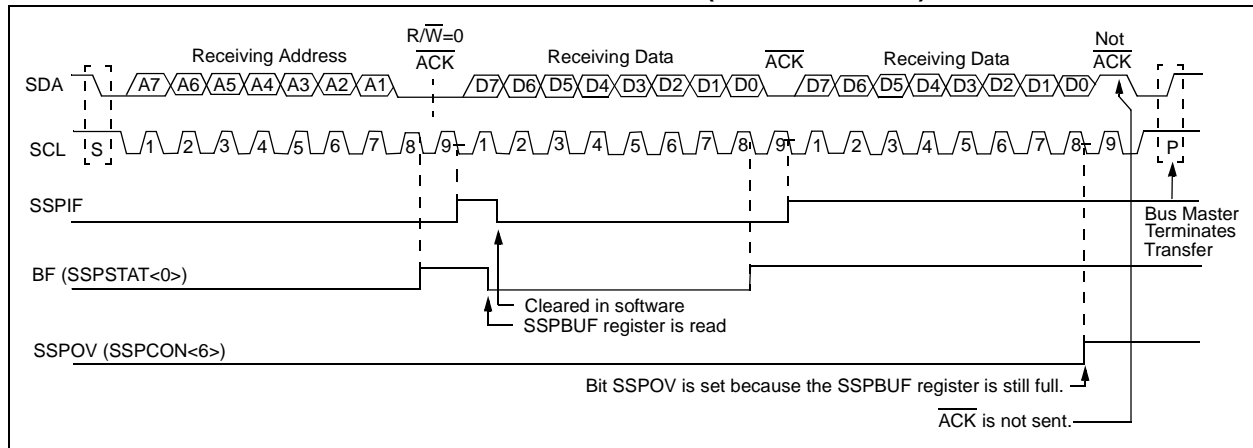 R/W̅=0
Receiving Address A̅C̅K̅ Receiving Data A̅C̅K̅ Receiving Data Not A̅C̅K̅
SDA A7 A6 A5 A4 A3 A2 A1 D7 D6 D5 D4 D3 D2 D1 D0 D7 D6 D5 D4 D3 D2 D1 D0
SCL S 1 2 3 4 5 6 7 8 9 1 2 3 4 5 6 7 8 9 1 2 3 4 5 6 7 8 9 P
SSPIF
Bus Master
Terminates
Transfer
BF (SSPSTAT<0>)
Cleared in software
SSPBUF register is read
SSPOV (SSPCON<6>)
Bit SSPOV is set because the SSPBUF register is still full.
A̅C̅K̅ is not sent.